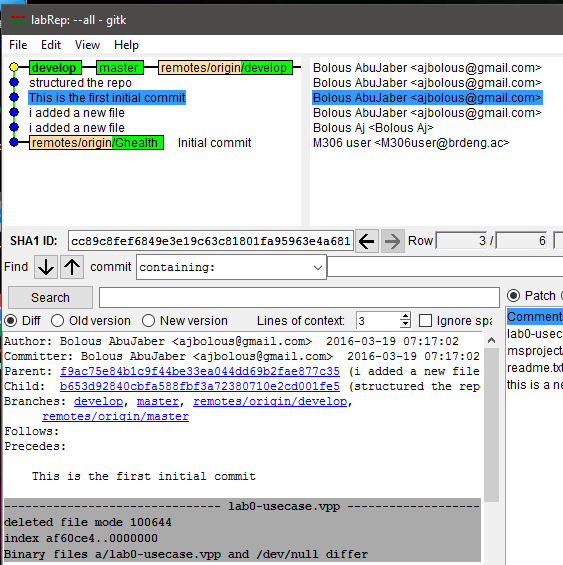 labRep: --all - gitk
File Edit View Help
develop master remotes/origin/develop Bolous AbuJaber <ajbolous@gmail.com>
structured the repo Bolous AbuJaber <ajbolous@gmail.com>
This is the first initial commit Bolous AbuJaber <ajbolous@gmail.com>
i added a new file Bolous AbuJaber <ajbolous@gmail.com>
i added a new file Bolous Aj <Bolous Aj>
remotes/origin/Ghealth Initial commit M306 user <M306user@brdeng.ac>
SHA1 ID: cc89c8fef6849e3e19c63c81801fa95963e4a681 Row 3 / 6
Find commit containing:
Search Patch
Diff Old version New version Lines of context: 3 Ignore spa
Comment
Author: Bolous AbuJaber <ajbolous@gmail.com> 2016-03-19 07:17:02
Committer: Bolous AbuJaber <ajbolous@gmail.com> 2016-03-19 07:17:02
Parent: f9ac75e84b1c9f44be33ea044dd69b2fae877c35 (i added a new file
Child: b653d92840cbfa588fbf3a72380710e2cd001fe5 (structured the rep
Branches: develop, master, remotes/origin/develop,
remotes/origin/master
Follows:
Precedes:
This is the first initial commit
lab0-use
msproject
readme.tx
this is a ne
---------------------------- lab0-usecase.vpp -----------------
deleted file mode 100644
index af60ce4..0000000
Binary files a/lab0-usecase.vpp and /dev/null differ